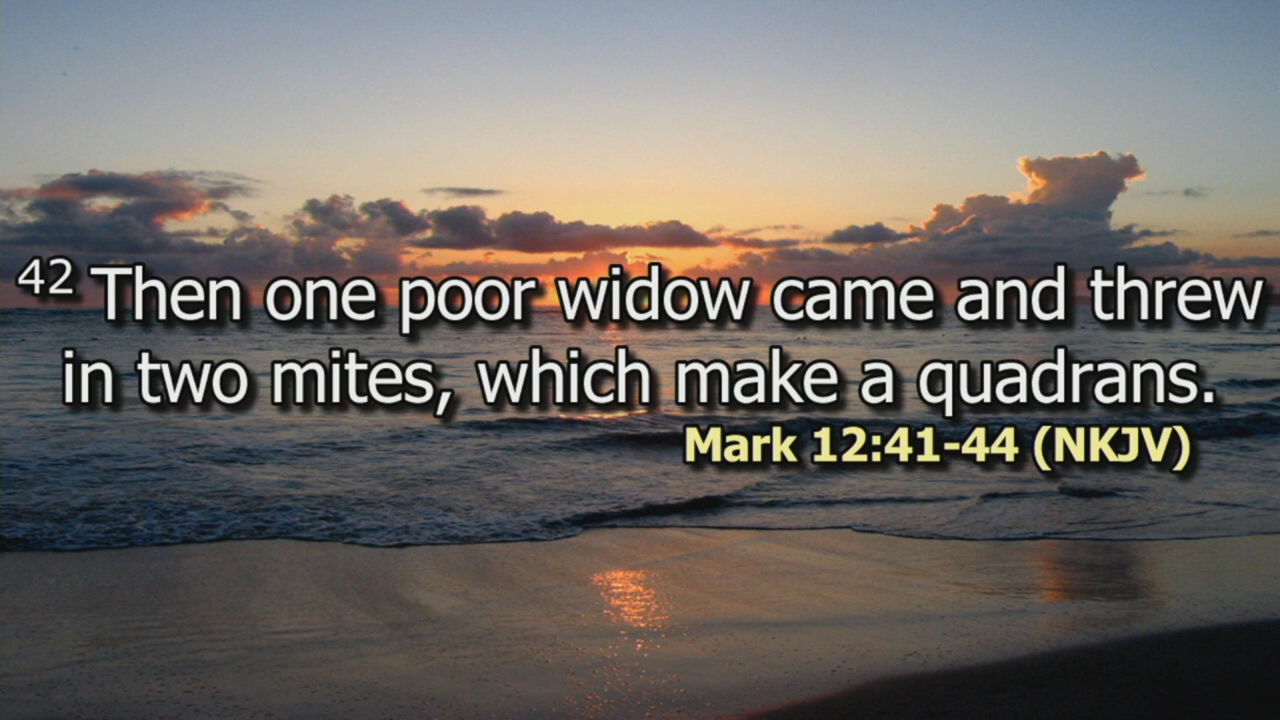 42 Then one poor widow came and threw
in two mites, which make a quadrans.
Mark 12:41-44 (NKJV)